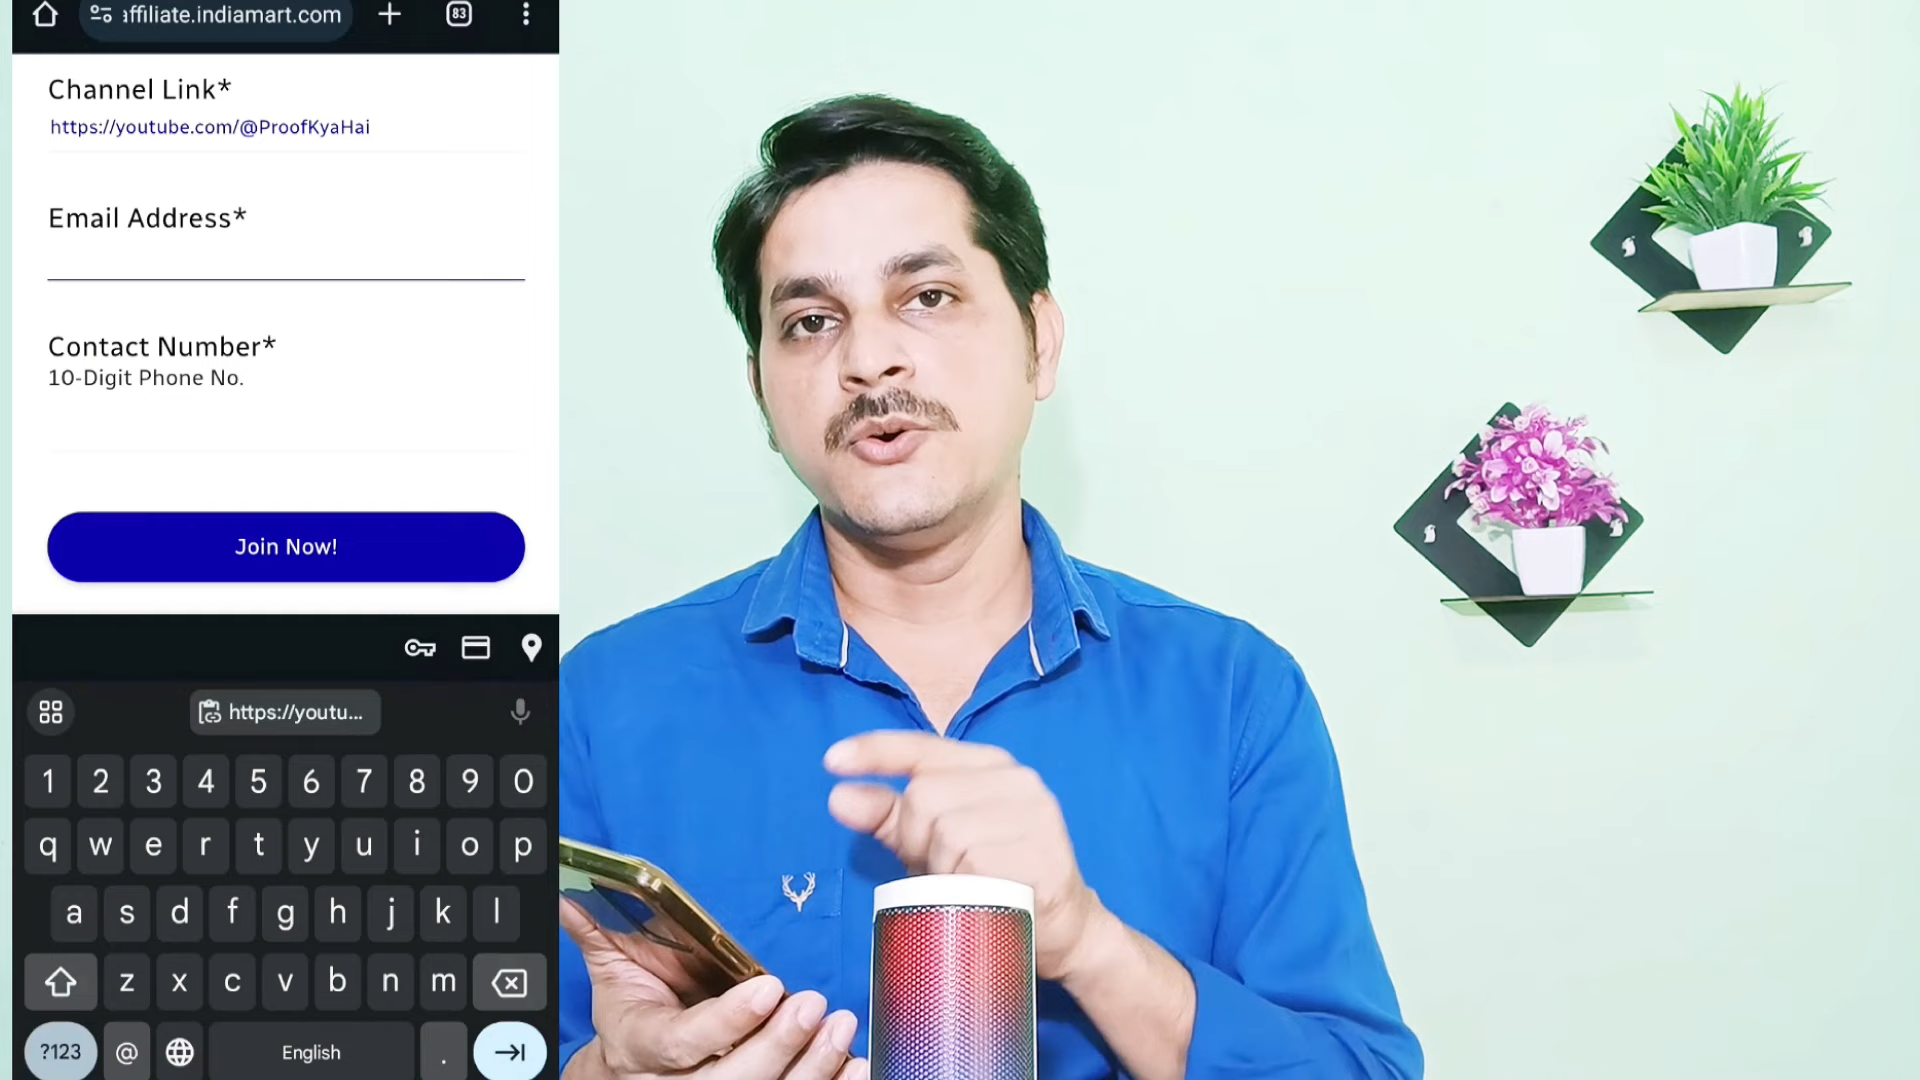 affiliate.indiamart.com
83
Channel Link*
https://youtube.com/@ProofKyaHai
Email Address*
Contact Number*
10-Digit Phone No.
Join Now!
https://youtu...
1 2 3 4 5 6 7 8 9 0
q w e r t y u i o p
a s d f g h j k l
z x c v b n m
?123 @ English .